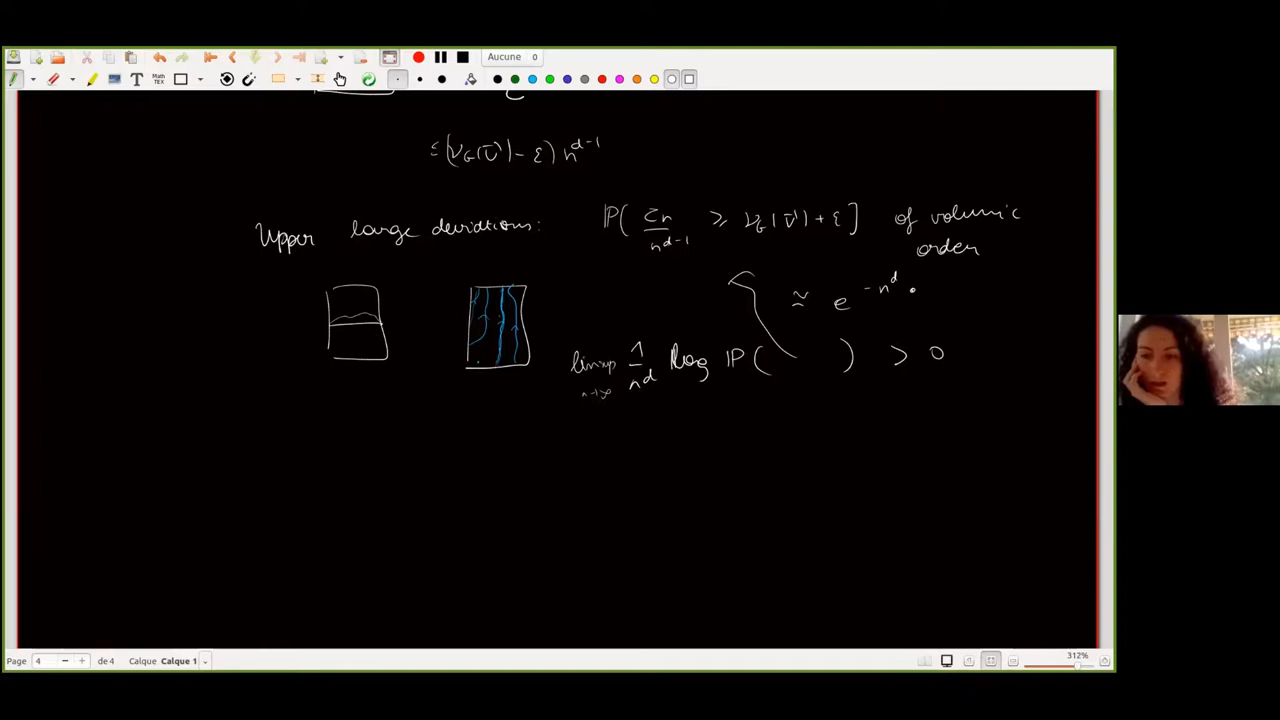 Aucune 0
≤ (ν_G(v⃗) − ε) n^{d−1}
Upper large deviations: ℙ( τ_n / n^{d−1} ≥ ν_G(v⃗) + ε ] of volumic
order
≈ e^{−n^d} .
limsup_{n→∞} 1/n^d log ℙ( ) > 0
Page 4 de 4 Calque Calque 1 312%